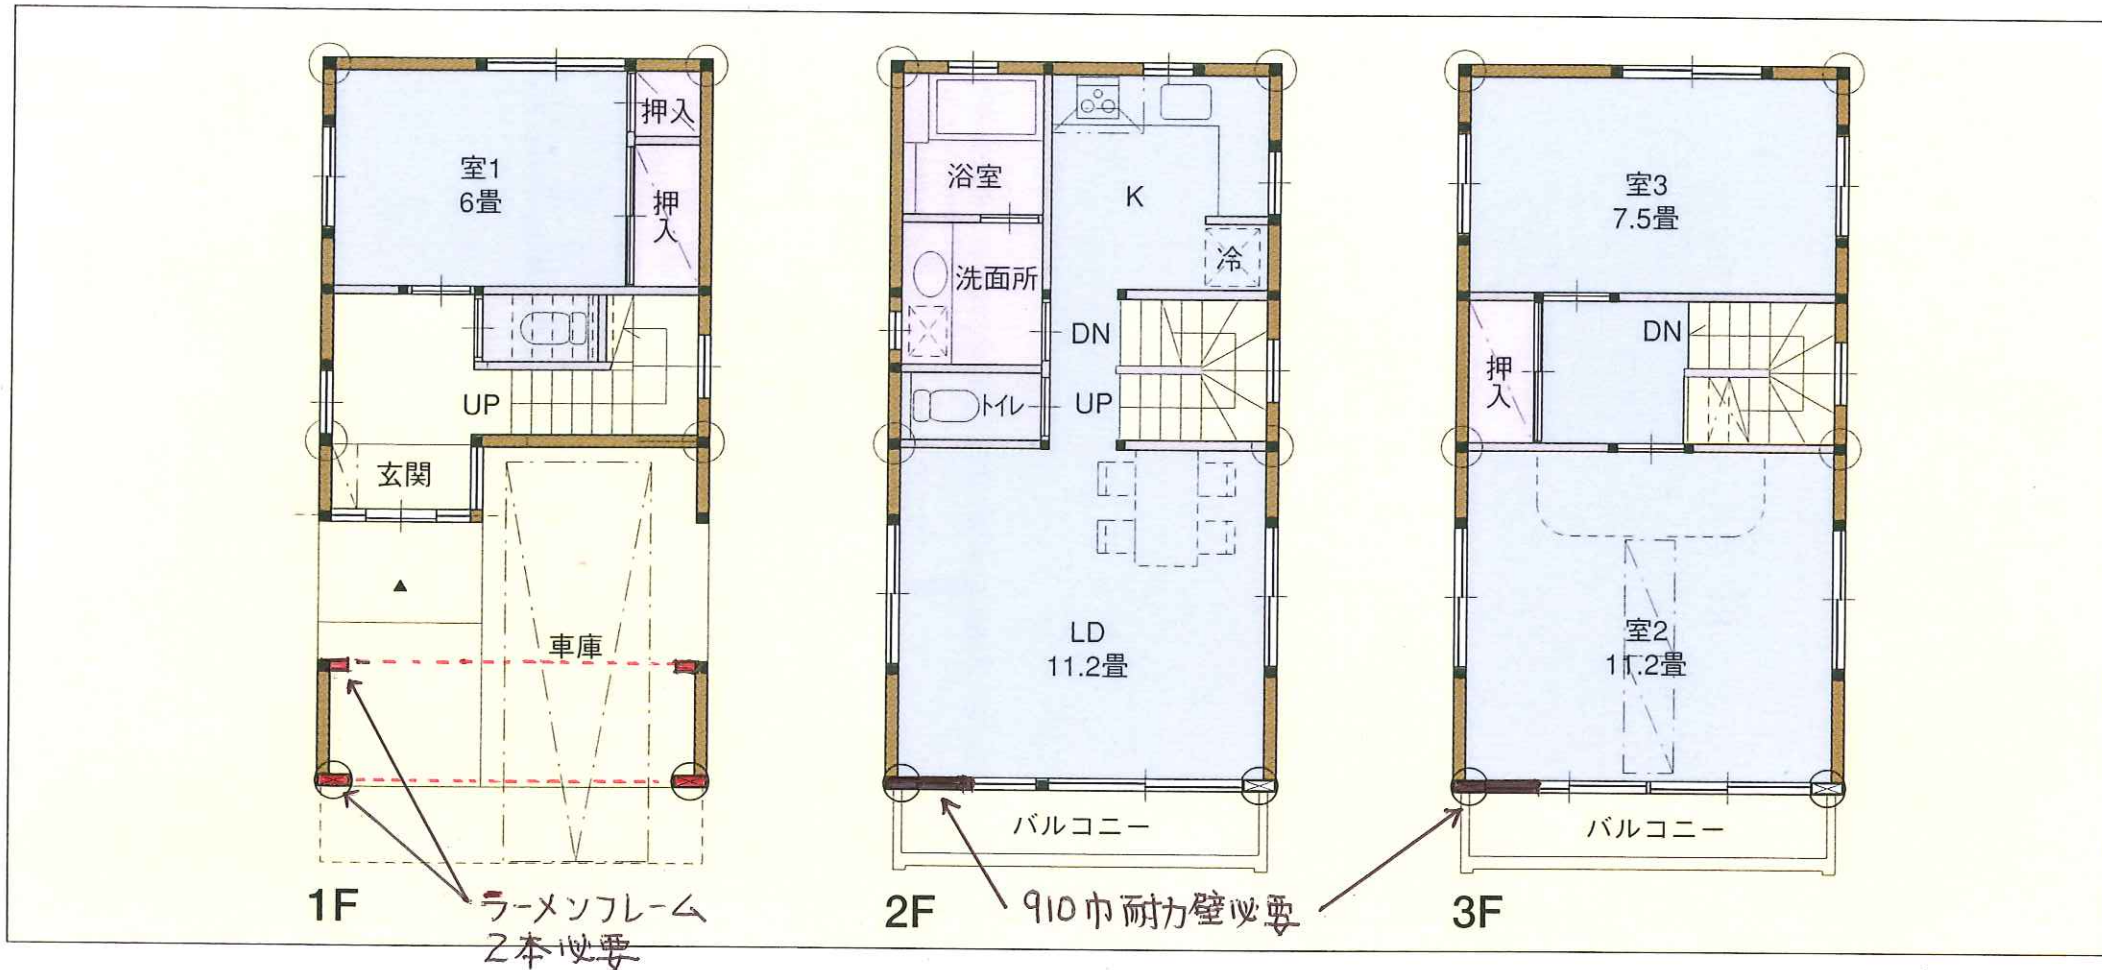 室1
6畳
押入
押入
UP
玄関
▲
車庫
1F
ラーメンフレーム
2本必要
浴室
K
洗面所
冷
DN
トイレ
UP
LD
11.2畳
バルコニー
2F
910巾耐力壁必要
室3
7.5畳
押入
DN
室2
11.2畳
バルコニー
3F